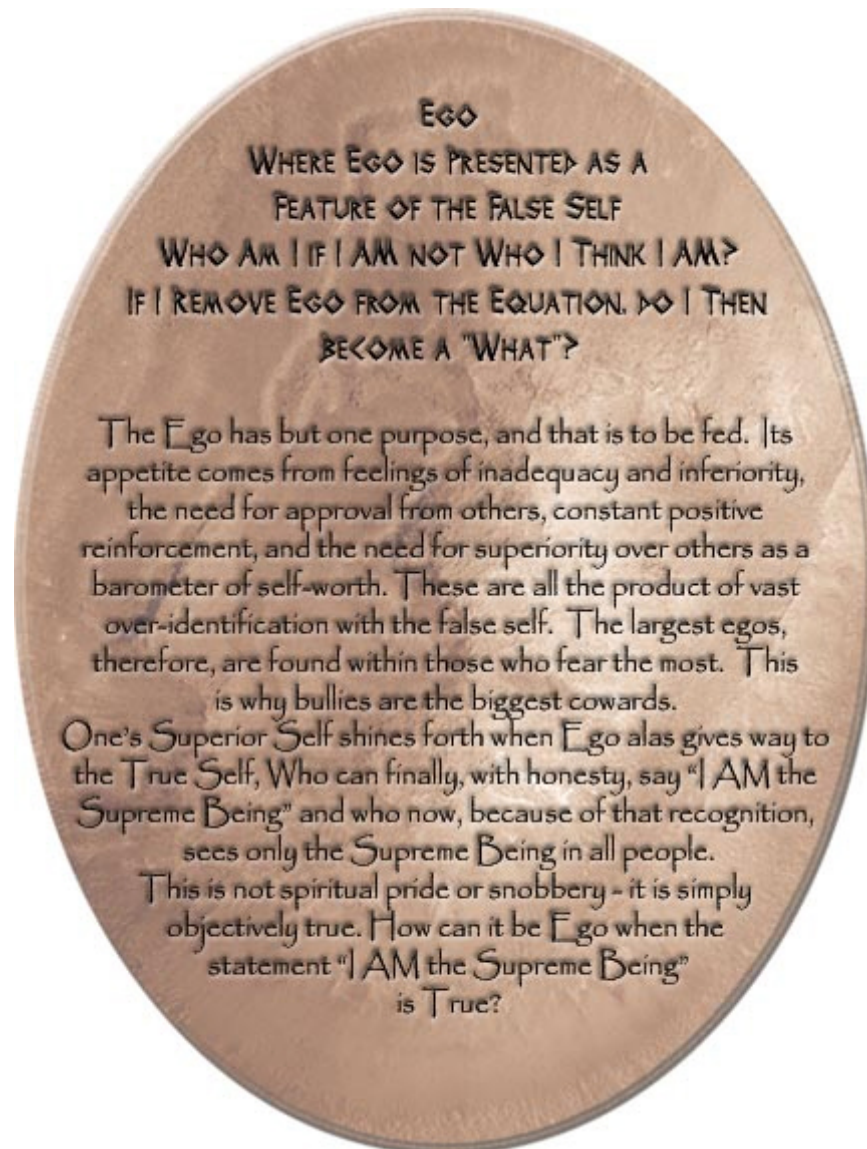 Ego
Where Ego is Presented as a
Feature of the False Self
Who Am I if I AM not Who I Think I AM?
If I Remove Ego from the Equation, do I Then
Become a "What"?
The Ego has but one purpose, and that is to be fed. Its
appetite comes from feelings of inadequacy and inferiority,
the need for approval from others, constant positive
reinforcement, and the need for superiority over others as a
barometer of self-worth. These are all the product of vast
over-identification with the false self. The largest egos,
therefore, are found within those who fear the most. This
is why bullies are the biggest cowards.
One's Superior Self shines forth when Ego alas gives way to
the True Self, Who can finally, with honesty, say “I AM the
Supreme Being” and who now, because of that recognition,
sees only the Supreme Being in all people.
This is not spiritual pride or snobbery - it is simply
objectively true. How can it be Ego when the
statement “I AM the Supreme Being”
is True?